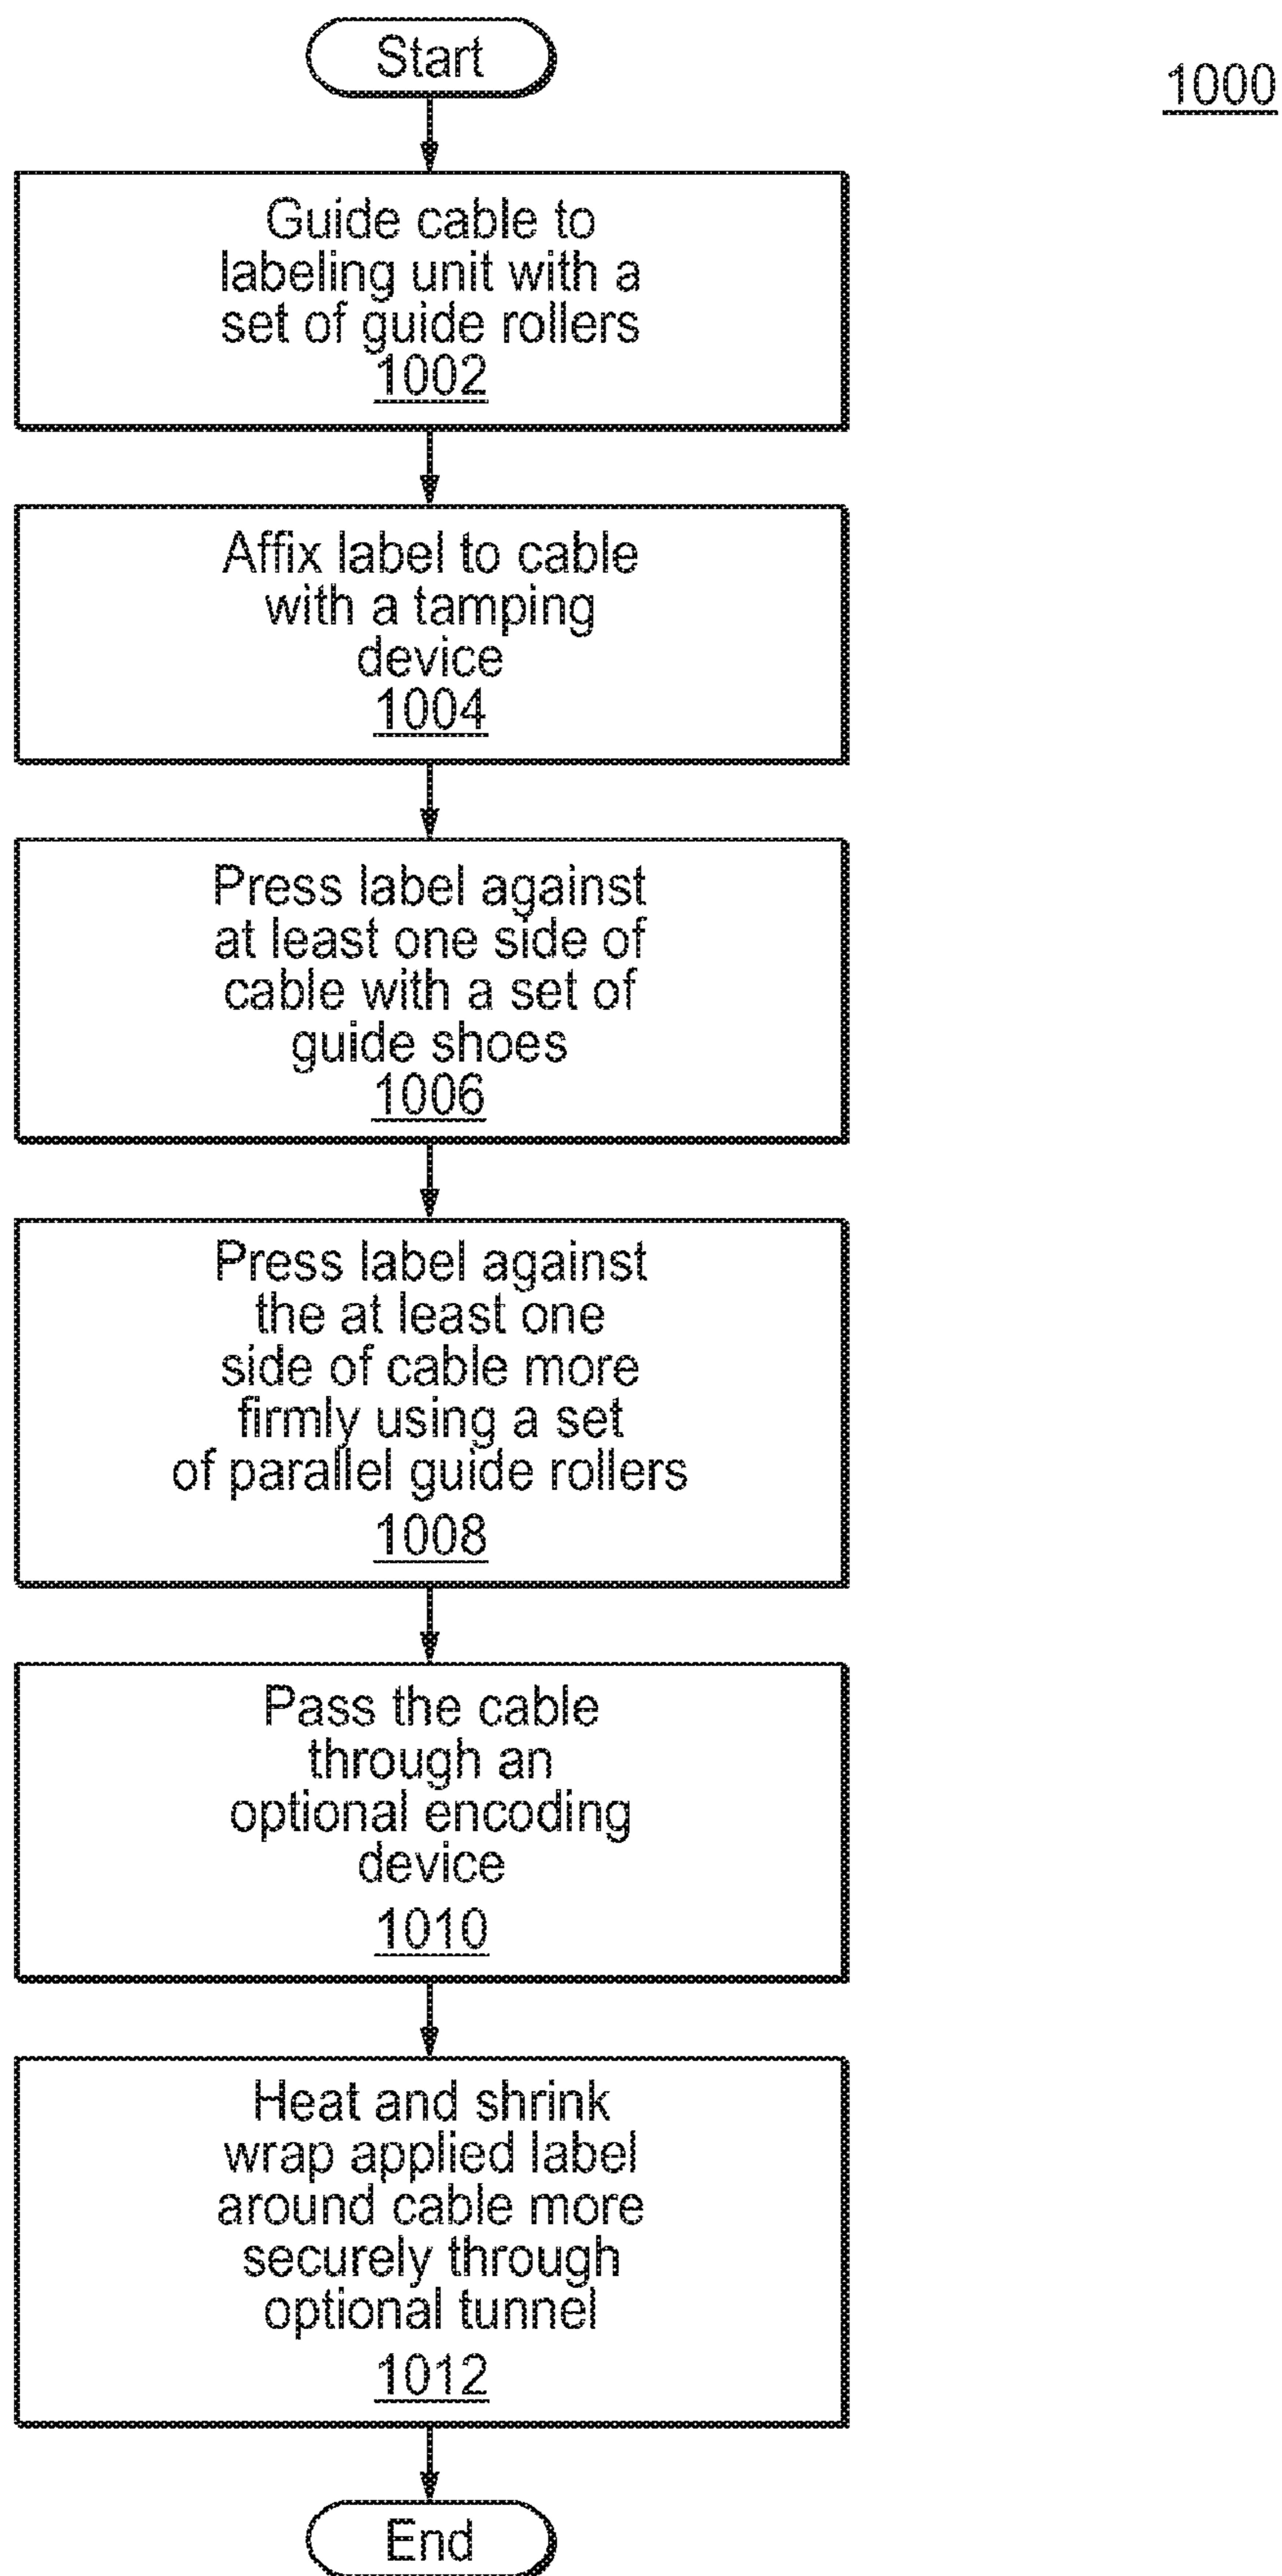 Start
1000
Guide cable to
labeling unit with a
set of guide rollers
1002
Affix label to cable
with a tamping
device
1004
Press label against
at least one side of
cable with a set of
guide shoes
1006
Press label against
the at least one
side of cable more
firmly using a set
of parallel guide rollers
1008
Pass the cable
through an
optional encoding
device
1010
Heat and shrink
wrap applied label
around cable more
securely through
optional tunnel
1012
End